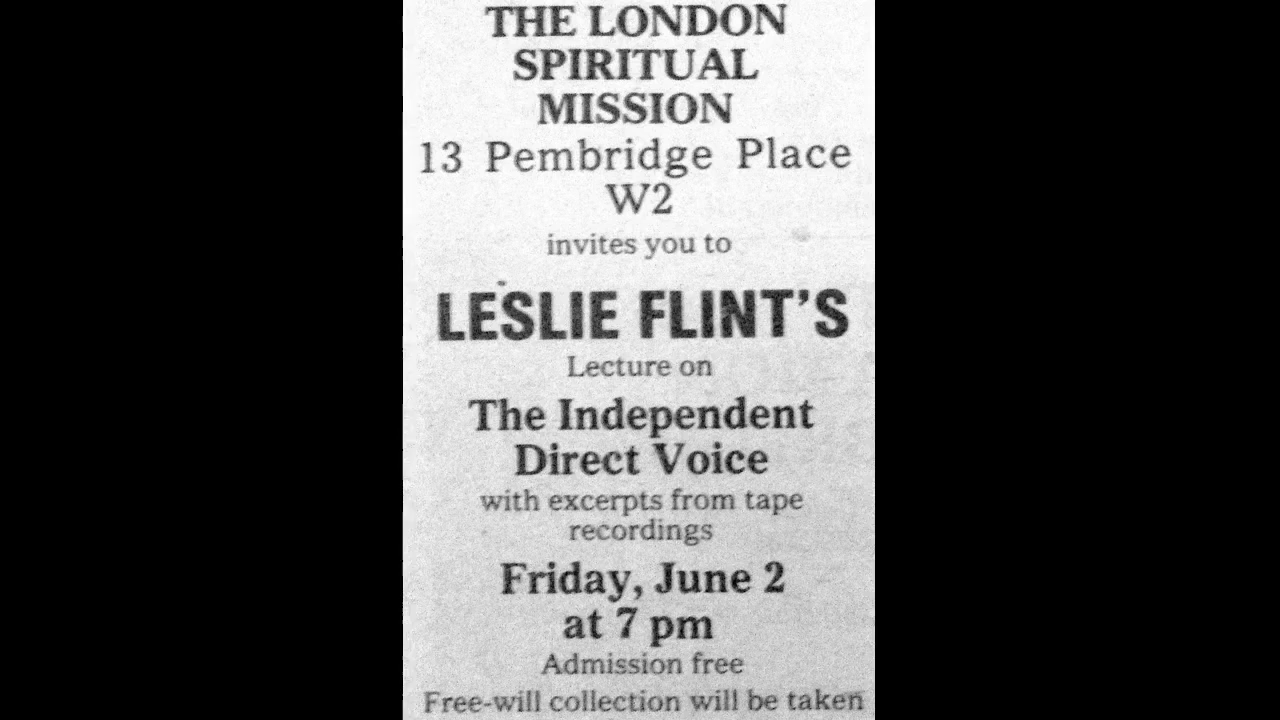 THE LONDON
SPIRITUAL
MISSION
13 Pembridge Place
W2
invites you to
LESLIE FLINT'S
Lecture on
The Independent
Direct Voice
with excerpts from tape
recordings
Friday, June 2
at 7 pm
Admission free
Free-will collection will be taken